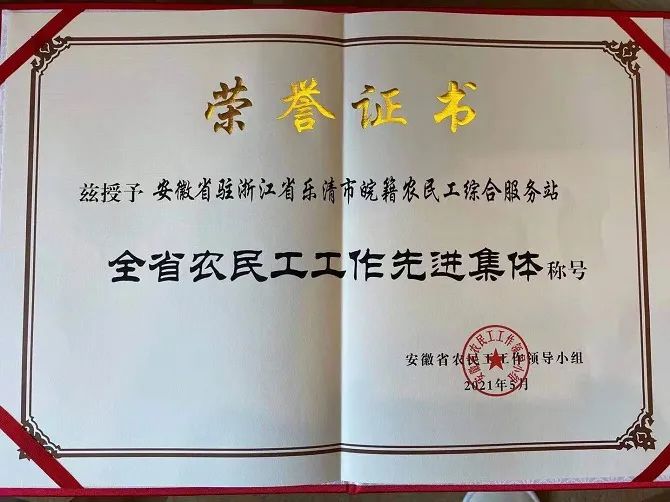 荣誉证书
兹授予 安徽省驻浙江省乐清市皖籍农民工综合服务站
全省农民工工作先进集体称号
安徽省农民工工作领导小组
2021年5月